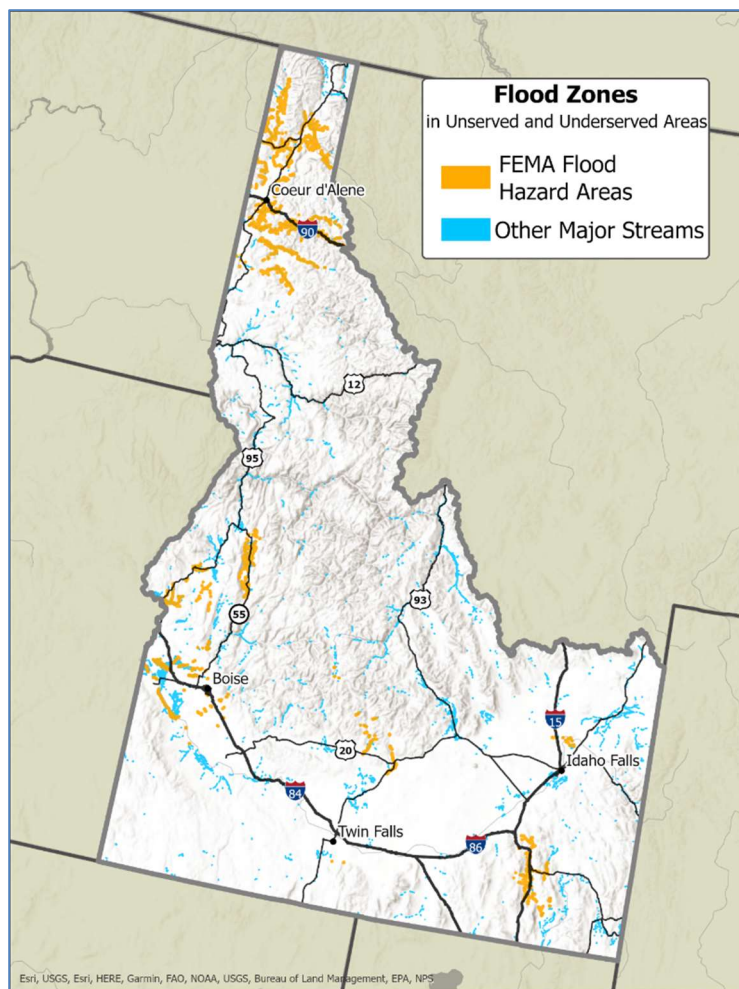 Flood Zones
in Unserved and Underserved Areas
FEMA Flood
Hazard Areas
Other Major Streams
Coeur d'Alene
90
12
95
93
55
Boise
15
20
Idaho Falls
84
Twin Falls
86
Esri, USGS, Esri, HERE, Garmin, FAO, NOAA, USGS, Bureau of Land Management, EPA, NPS